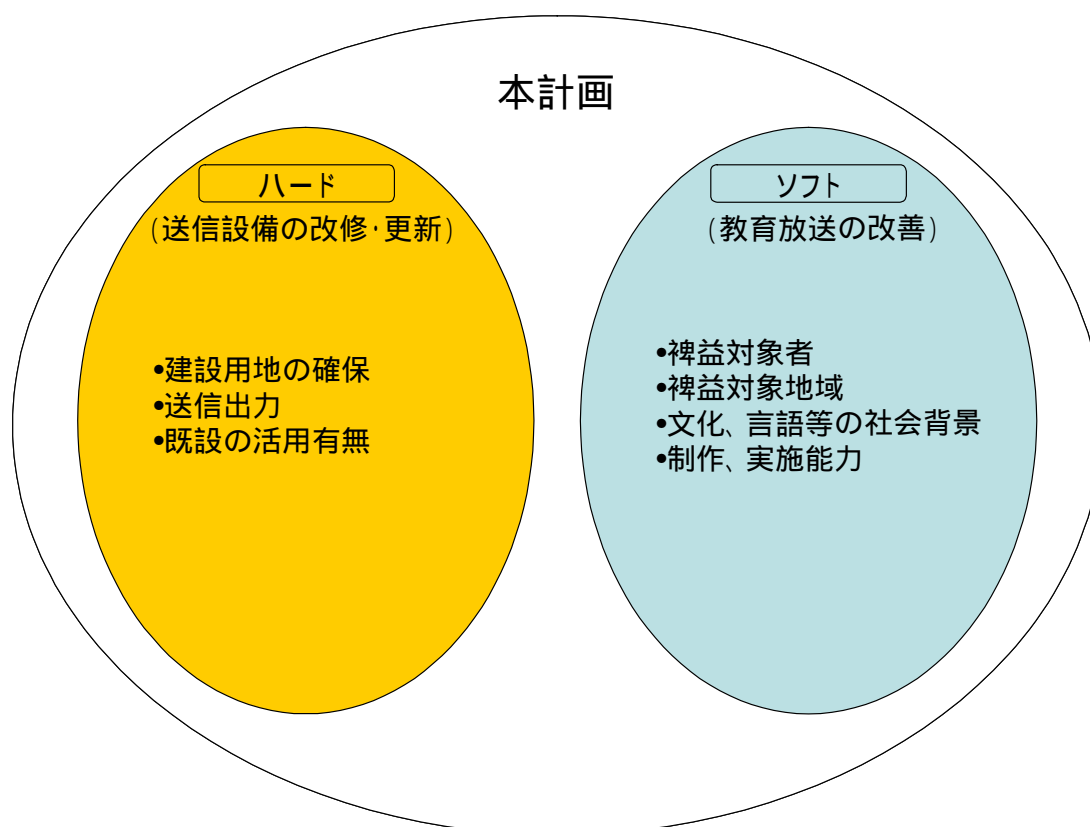 本計画
ハード
(送信設備の改修·更新)
•建設用地の確保
•送信出力
•既設の活用有無
ソフト
(教育放送の改善)
•裨益対象者
•裨益対象地域
•文化、言語等の社会背景
•制作、実施能力